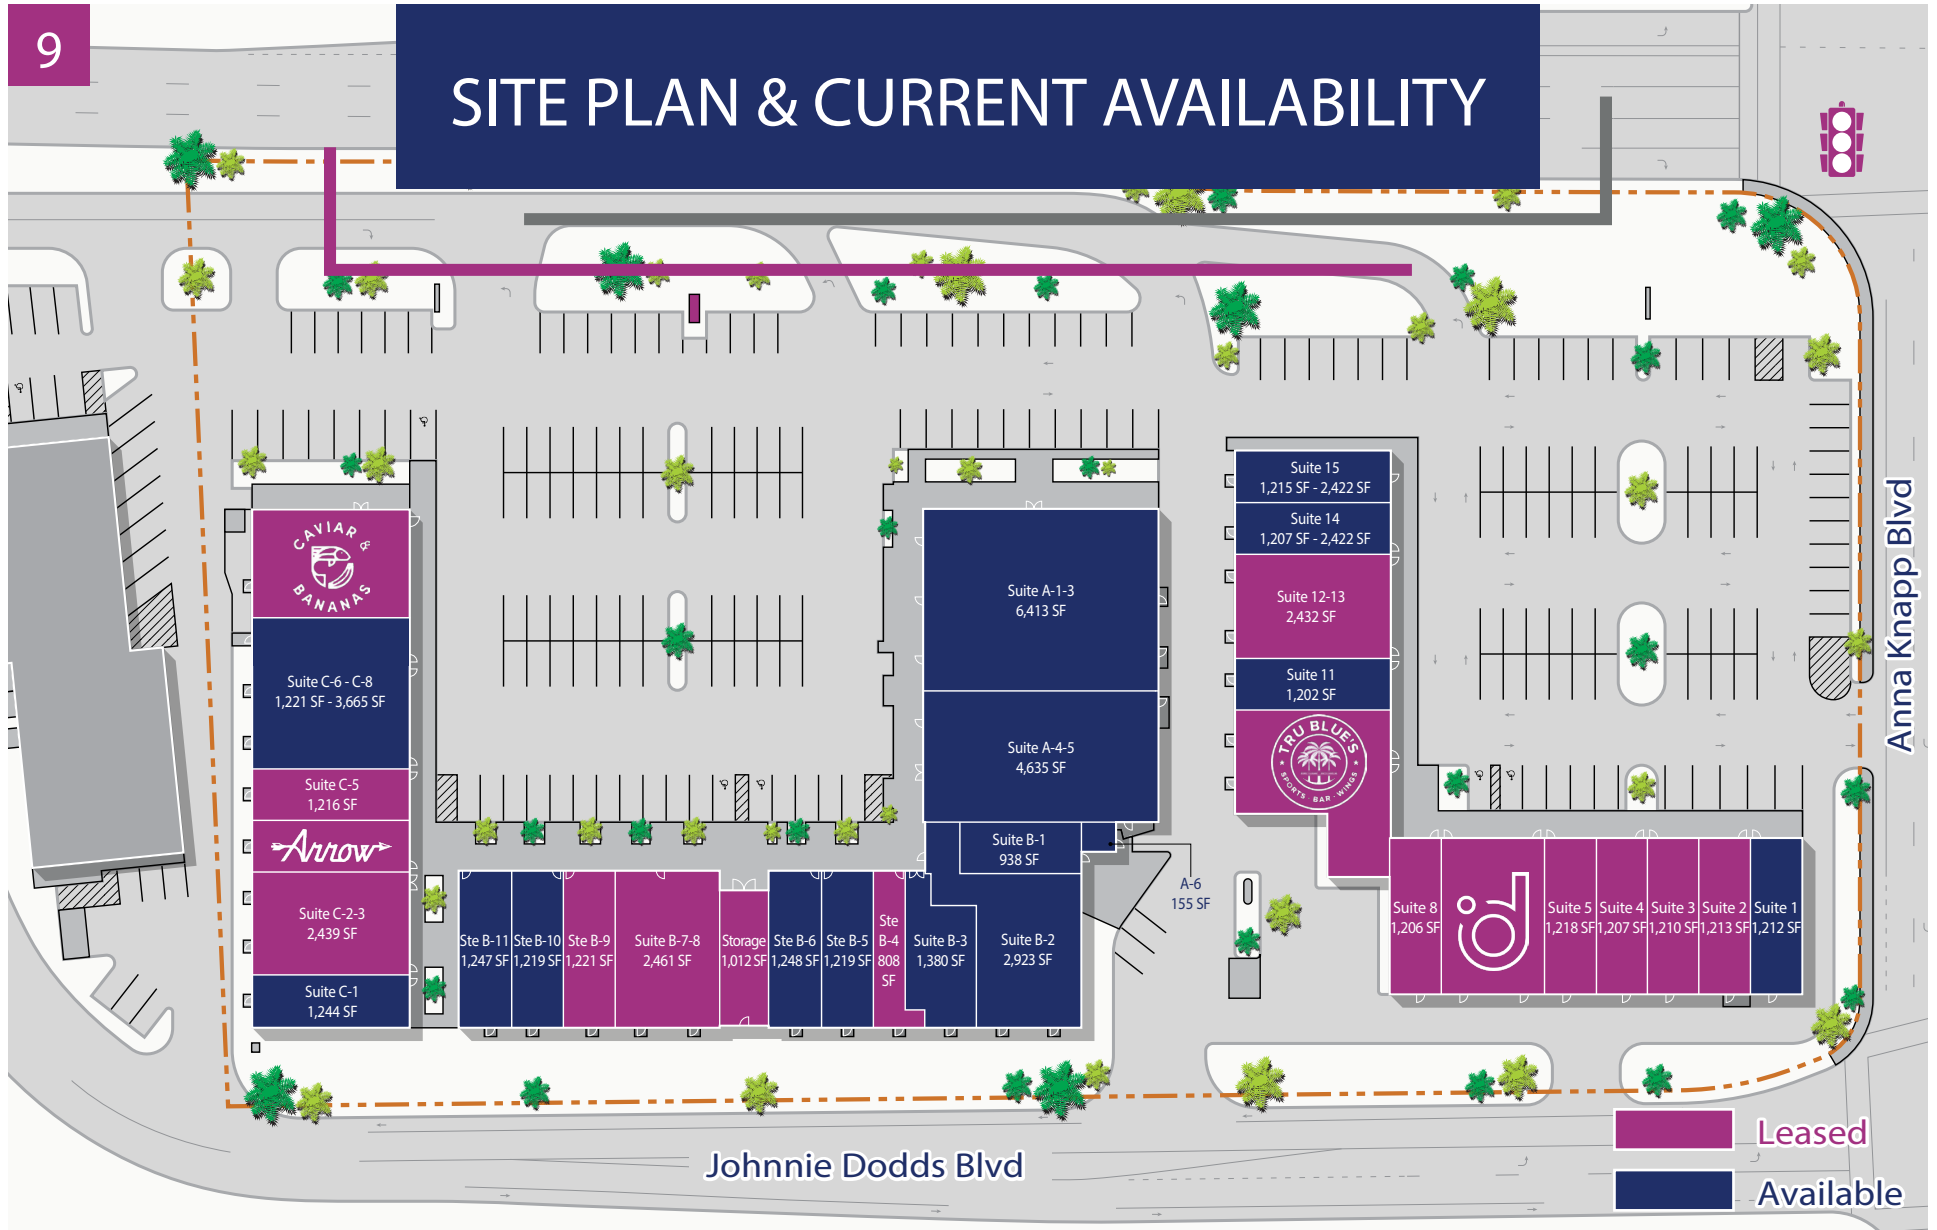 9
SITE PLAN & CURRENT AVAILABILITY
CAVIAR &
BANANAS
Suite C-6 - C-8
1,221 SF - 3,665 SF
Suite C-5
1,216 SF
Arrow
Suite C-2-3
2,439 SF
Suite C-1
1,244 SF
Ste B-11
1,247 SF
Ste B-10
1,219 SF
Ste B-9
1,221 SF
Suite B-7-8
2,461 SF
Storage
1,012 SF
Ste B-6
1,248 SF
Ste B-5
1,219 SF
Ste
B-4
808
SF
Suite B-3
1,380 SF
Suite B-2
2,923 SF
Suite B-1
938 SF
A-6
155 SF
Suite A-1-3
6,413 SF
Suite A-4-5
4,635 SF
Suite 15
1,215 SF - 2,422 SF
Suite 14
1,207 SF - 2,422 SF
Suite 12-13
2,432 SF
Suite 11
1,202 SF
TRU BLUE'S
SPORTS · BAR · WINGS
Suite 8
1,206 SF
id
Suite 5
1,218 SF
Suite 4
1,207 SF
Suite 3
1,210 SF
Suite 2
1,213 SF
Suite 1
1,212 SF
Anna Knapp Blvd
Johnnie Dodds Blvd
Leased
Available